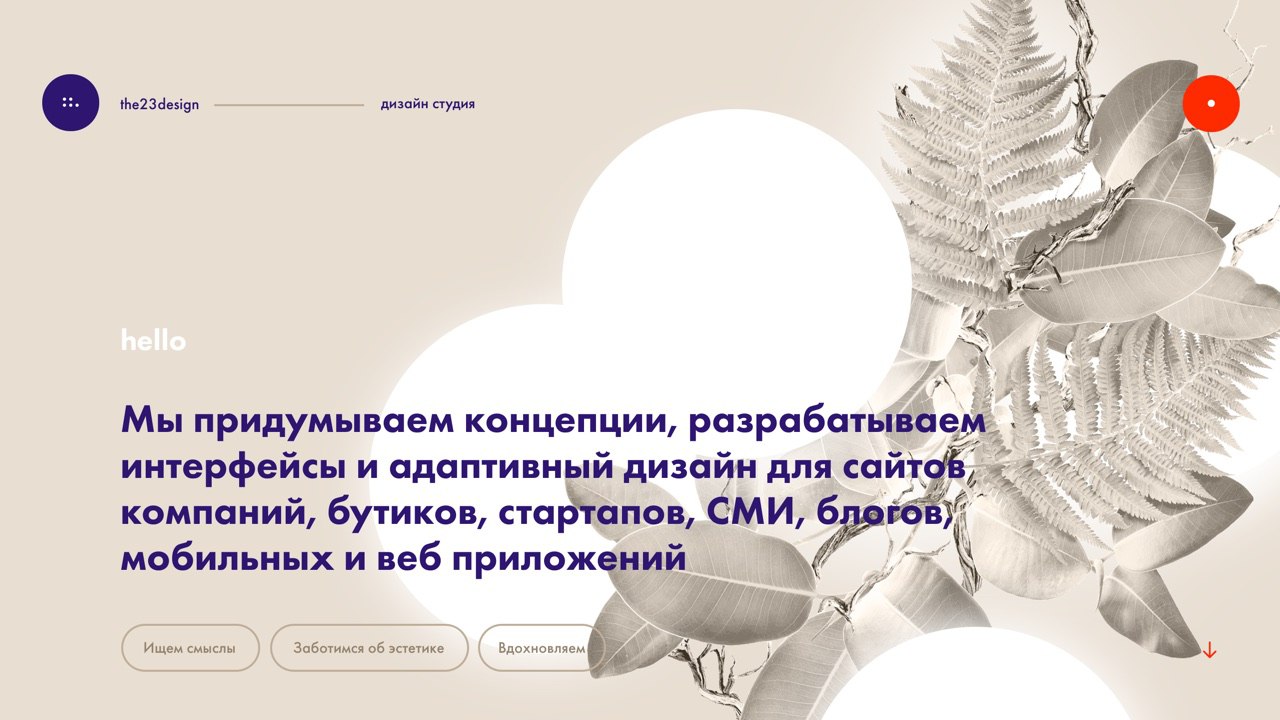 the23design
дизайн студия
hello
Мы придумываем концепции, разрабатываем
интерфейсы и адаптивный дизайн для сайтов
компаний, бутиков, стартапов, СМИ, блогов,
мобильных и веб приложений
Ищем смыслы
Заботимся об эстетике
Вдохновляем